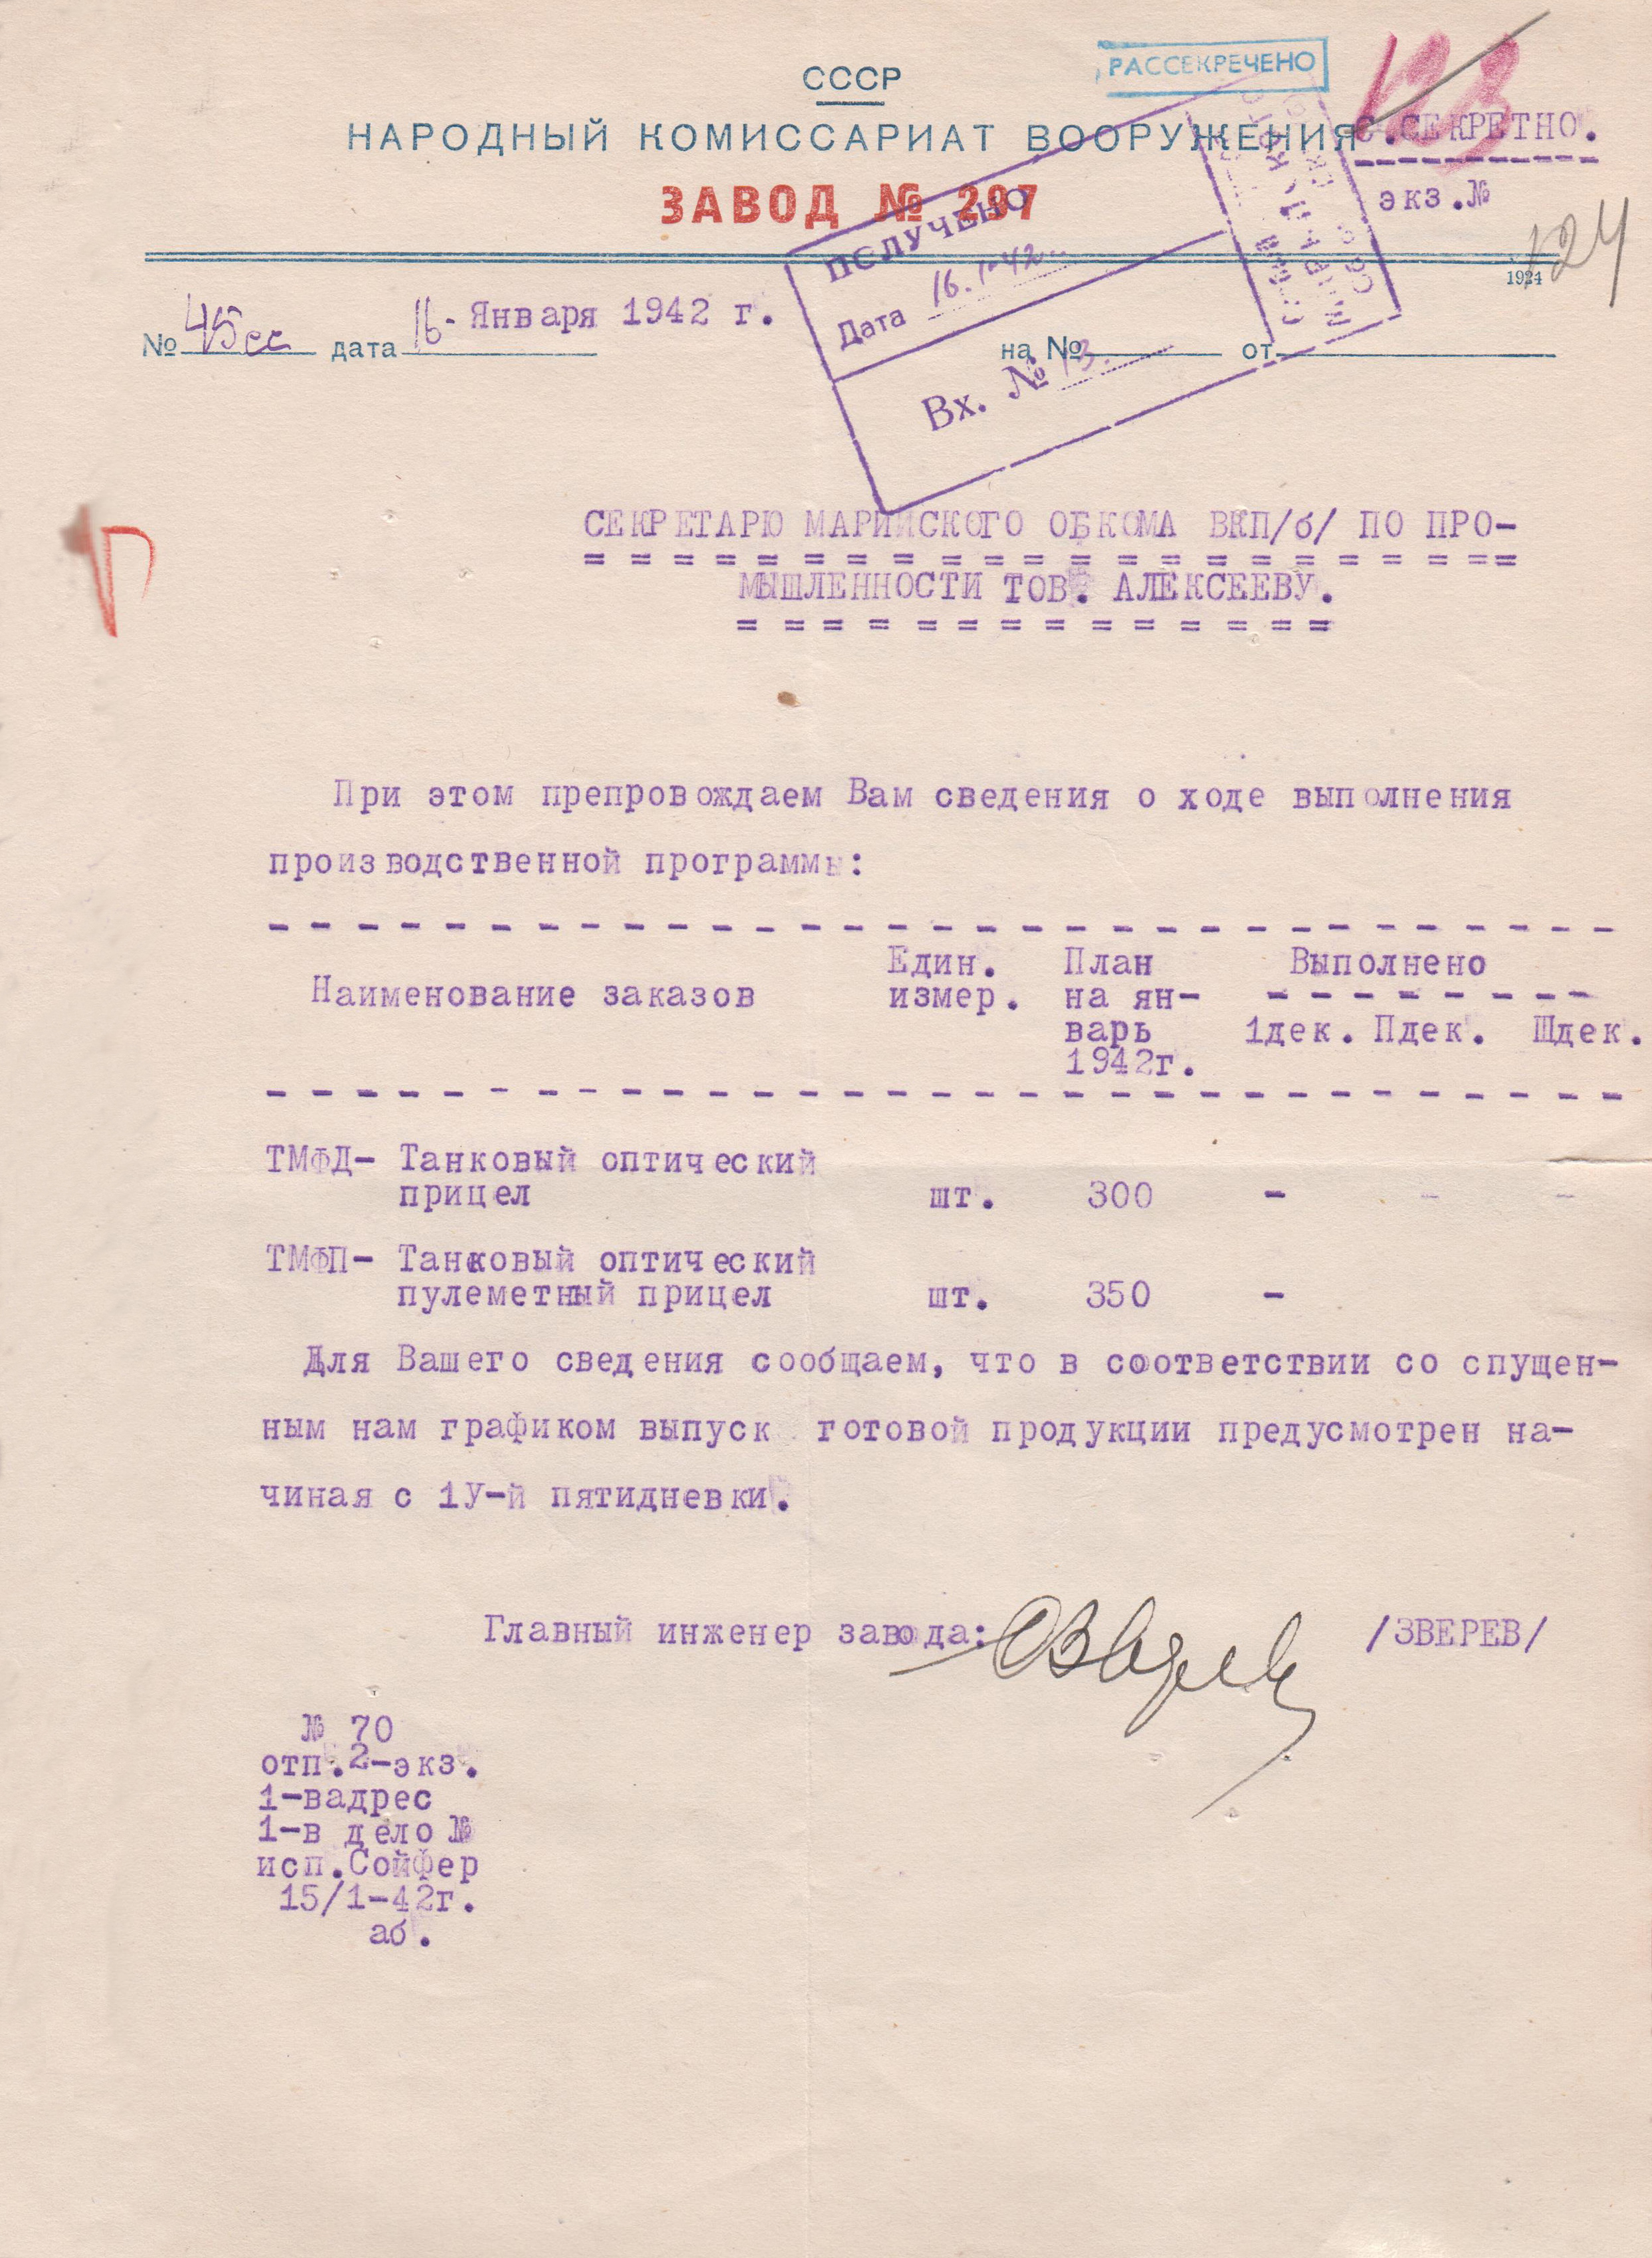 РАССЕКРЕЧЕНО
СССР
НАРОДНЫЙ КОМИССАРИАТ ВООРУЖЕНИЯ
С.СЕКРЕТНО.
ЗАВОД № 297
экз.№
124
1924
№ 45сс дата 16- Января 1942 г.
на № от
ПОЛУЧЕНО
Дата 16.1-42
Вх. № 13.
СЕКРЕТАРЮ МАРИЙСКОГО ОБКОМА ВКП/б/ ПО ПРО-
МЫШЛЕННОСТИ ТОВ. АЛЕКСЕЕВУ.
При этом препровождаем Вам сведения о ходе выполнения
производственной программы:
Наименование заказов Един. измер. План на ян- варь 1942г. Выполнено
1дек. Пдек. Шдек.
ТМФД- Танковый оптический
прицел шт. 300 - - -
ТМФП- Танковый оптический
пулеметный прицел шт. 350 -
Для Вашего сведения сообщаем, что в соответствии со спущен-
ным нам графиком выпуск готовой продукции предусмотрен на-
чиная с 1У-й пятидневки.
Главный инженер завода: /ЗВЕРЕВ/
№ 70
отп.2-экз.
1-вадрес
1-в дело №
исп.Сойфер
15/1-42г.
аб.